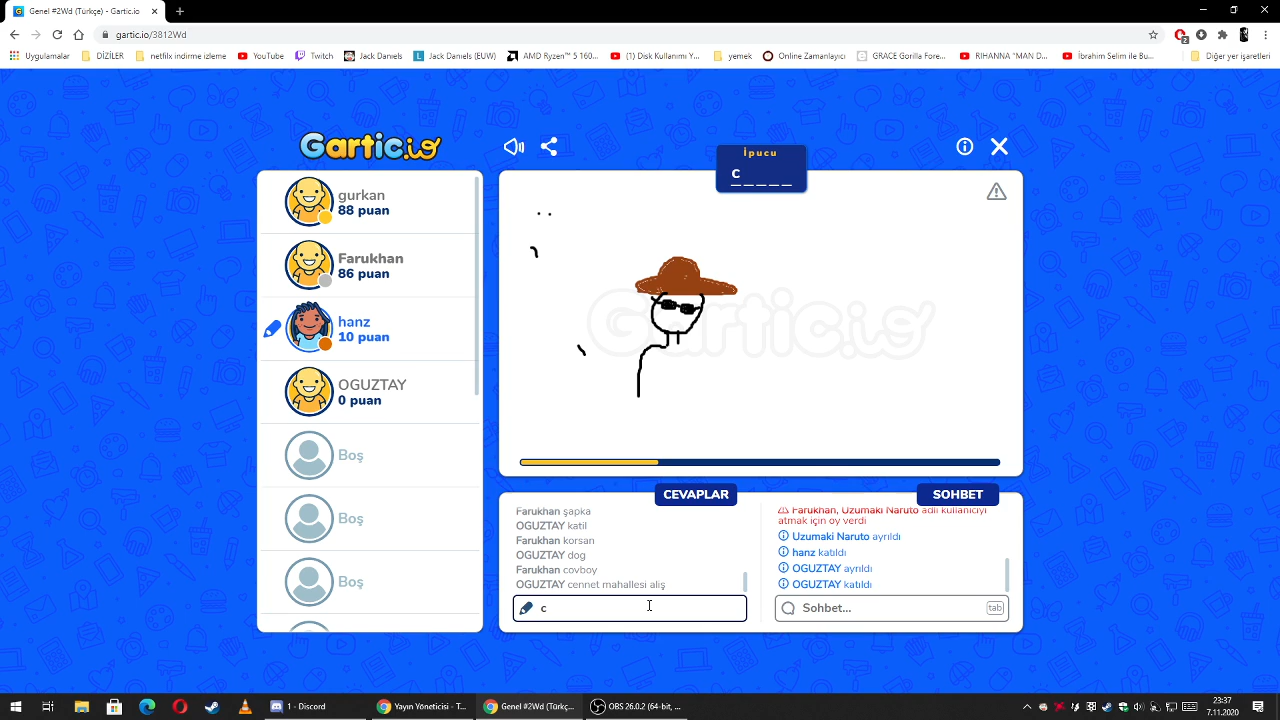 Genel #2Wd (Türkçe) - Gartic.io
gartic.io/3812Wd
Uygulamalar
DİZİLER
netflix indirme izleme
YouTube
Twitch
Jack Daniels
Jack Daniels (EUW)
AMD Ryzen™ 5 160...
(1) Disk Kullanımı Y...
yemek
Online Zamanlayıcı
GRACE Gorilla Fore...
RIHANNA "MAN D...
İbrahim Selim ile Bu...
Diğer yer işaretleri
Gartic.io
İpucu
C _ _ _ _
gurkan
88 puan
Farukhan
86 puan
hanz
10 puan
OGUZTAY
0 puan
Boş
Boş
Boş
Gartic.io
CEVAPLAR
Farukhan şapka
OGUZTAY katil
Farukhan korsan
OGUZTAY dog
Farukhan covboy
OGUZTAY cennet mahallesi aliş
c
SOHBET
Farukhan, Uzumaki Naruto adlı kullanıcıyı
atmak için oy verdi
Uzumaki Naruto ayrıldı
hanz katıldı
OGUZTAY ayrıldı
OGUZTAY katıldı
Sohbet...
tab
1 - Discord
Yayın Yöneticisi - T...
Genel #2Wd (Türkç...
OBS 26.0.2 (64-bit, ...
23:37
7.11.2020